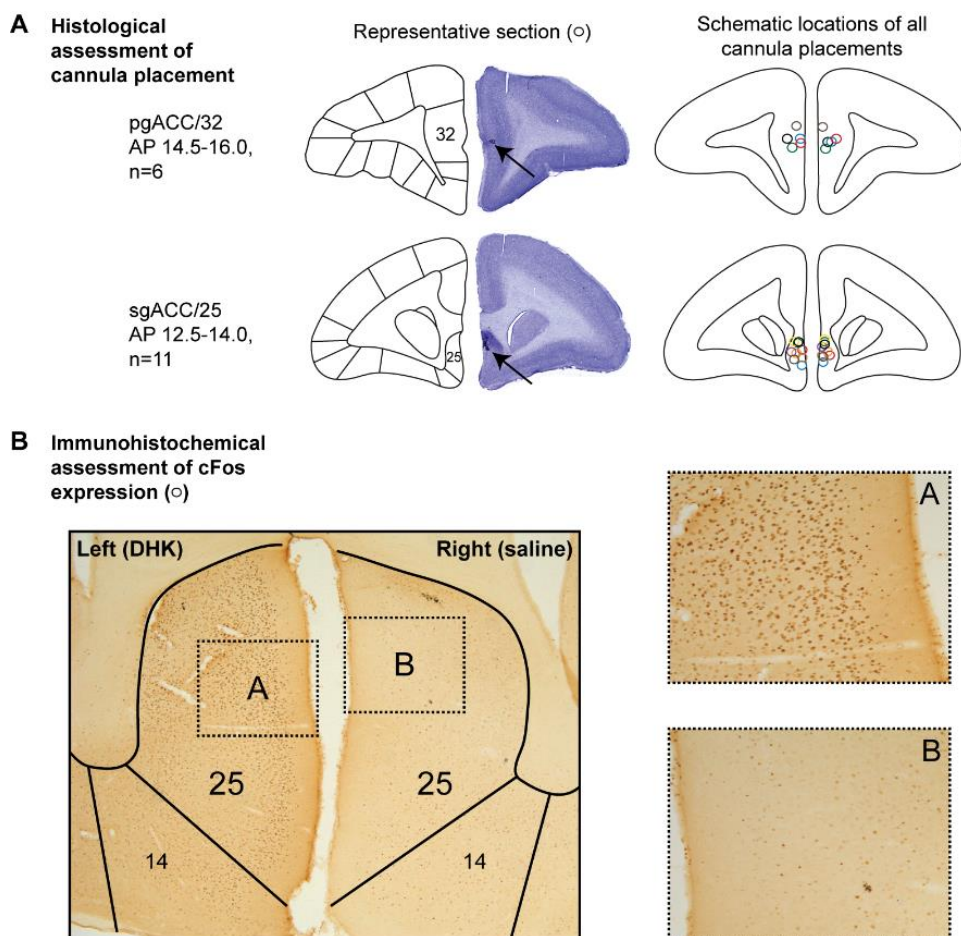 A
Histological
assessment of
cannula placement
Representative section (○)
Schematic locations of all
cannula placements
pgACC/32
AP 14.5-16.0,
n=6
32
sgACC/25
AP 12.5-14.0,
n=11
25
B
Immunohistochemical
assessment of cFos
expression (○)
Left (DHK)
Right (saline)
A
B
25
25
14
14
A
B